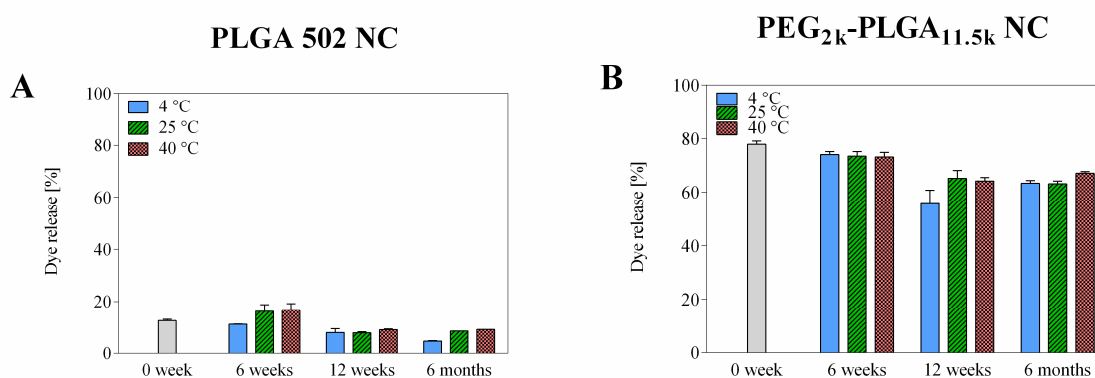 PLGA 502 NC
A
100
80
60
40
20
0
Dye release [%]
4 °C
25 °C
40 °C
0 week
6 weeks
12 weeks
6 months
PEG2k-PLGA11.5k NC
B
100
80
60
40
20
0
Dye release [%]
4 °C
25 °C
40 °C
0 week
6 weeks
12 weeks
6 months